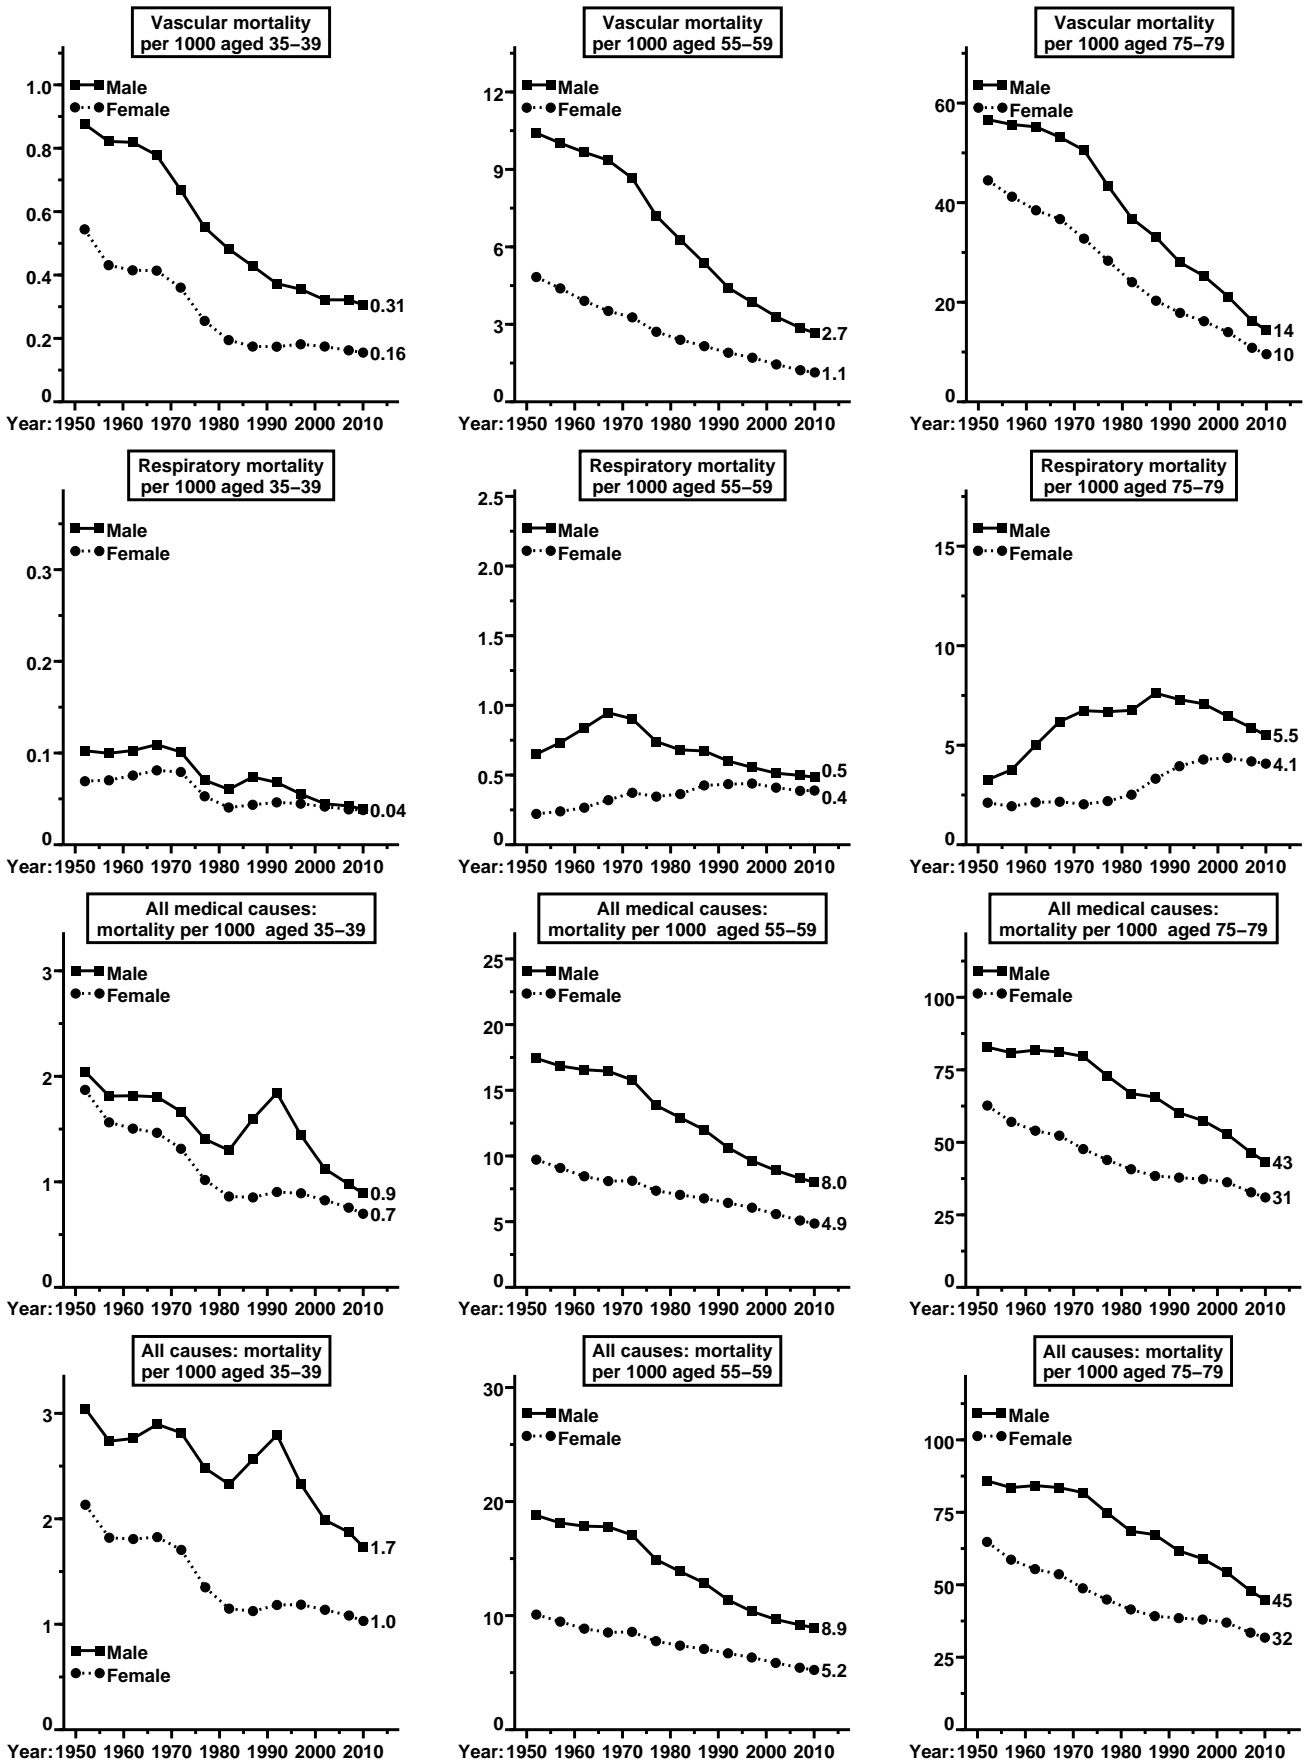 Vascular mortality
per 1000 aged 35–39
1.0
0.8
0.6
0.4
0.2
0
Male
Female
0.31
0.16
Year: 1950 1960 1970 1980 1990 2000 2010
Vascular mortality
per 1000 aged 55–59
12
9
6
3
0
Male
Female
2.7
1.1
1950 1960 1970 1980 1990 2000 2010
Year:
Vascular mortality
per 1000 aged 75–79
60
40
20
0
Male
Female
14
10
Year: 1950 1960 1970 1980 1990 2000 2010
Respiratory mortality
per 1000 aged 35–39
0.3
0.2
0.1
0
Male
Female
0.04
Year: 1950 1960 1970 1980 1990 2000 2010
Respiratory mortality
per 1000 aged 55–59
2.5
2.0
1.5
1.0
0.5
0
Male
Female
0.5
0.4
Year: 1950 1960 1970 1980 1990 2000 2010
Respiratory mortality
per 1000 aged 75–79
15
10
5
0
Male
Female
5.5
4.1
Year: 1950 1960 1970 1980 1990 2000 2010
All medical causes:
mortality per 1000 aged 35–39
3
2
1
0
Male
Female
0.9
0.7
Year: 1950 1960 1970 1980 1990 2000 2010
All medical causes:
mortality per 1000 aged 55–59
25
20
15
10
5
0
Male
Female
8.0
4.9
Year: 1950 1960 1970 1980 1990 2000 2010
All medical causes:
mortality per 1000 aged 75–79
100
75
50
25
0
Male
Female
43
31
Year: 1950 1960 1970 1980 1990 2000 2010
All causes: mortality
per 1000 aged 35–39
3
2
1
0
1.7
1.0
Male
Female
Year: 1950 1960 1970 1980 1990 2000 2010
All causes: mortality
per 1000 aged 55–59
30
20
10
0
Male
Female
8.9
5.2
Year: 1950 1960 1970 1980 1990 2000 2010
All causes: mortality
per 1000 aged 75–79
100
75
50
25
0
Male
Female
45
32
Year: 1950 1960 1970 1980 1990 2000 2010